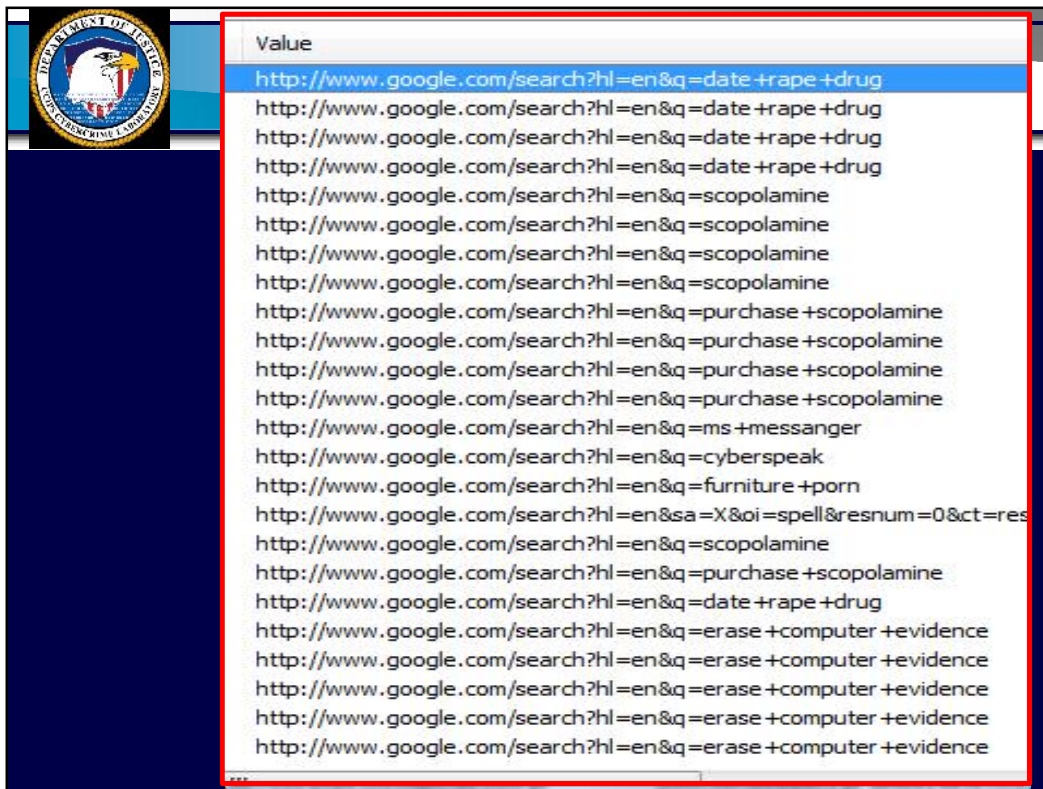 DEPARTMENT OF JUSTICE
CCIPS CYBERCRIME LABORATORY
Value
http://www.google.com/search?hl=en&q=date+rape+drug
http://www.google.com/search?hl=en&q=date+rape+drug
http://www.google.com/search?hl=en&q=date+rape+drug
http://www.google.com/search?hl=en&q=date+rape+drug
http://www.google.com/search?hl=en&q=scopolamine
http://www.google.com/search?hl=en&q=scopolamine
http://www.google.com/search?hl=en&q=scopolamine
http://www.google.com/search?hl=en&q=scopolamine
http://www.google.com/search?hl=en&q=purchase+scopolamine
http://www.google.com/search?hl=en&q=purchase+scopolamine
http://www.google.com/search?hl=en&q=purchase+scopolamine
http://www.google.com/search?hl=en&q=purchase+scopolamine
http://www.google.com/search?hl=en&q=ms+messanger
http://www.google.com/search?hl=en&q=cyberspeak
http://www.google.com/search?hl=en&q=furniture+porn
http://www.google.com/search?hl=en&sa=X&oi=spell&resnum=0&ct=res
http://www.google.com/search?hl=en&q=scopolamine
http://www.google.com/search?hl=en&q=purchase+scopolamine
http://www.google.com/search?hl=en&q=date+rape+drug
http://www.google.com/search?hl=en&q=erase+computer+evidence
http://www.google.com/search?hl=en&q=erase+computer+evidence
http://www.google.com/search?hl=en&q=erase+computer+evidence
http://www.google.com/search?hl=en&q=erase+computer+evidence
http://www.google.com/search?hl=en&q=erase+computer+evidence